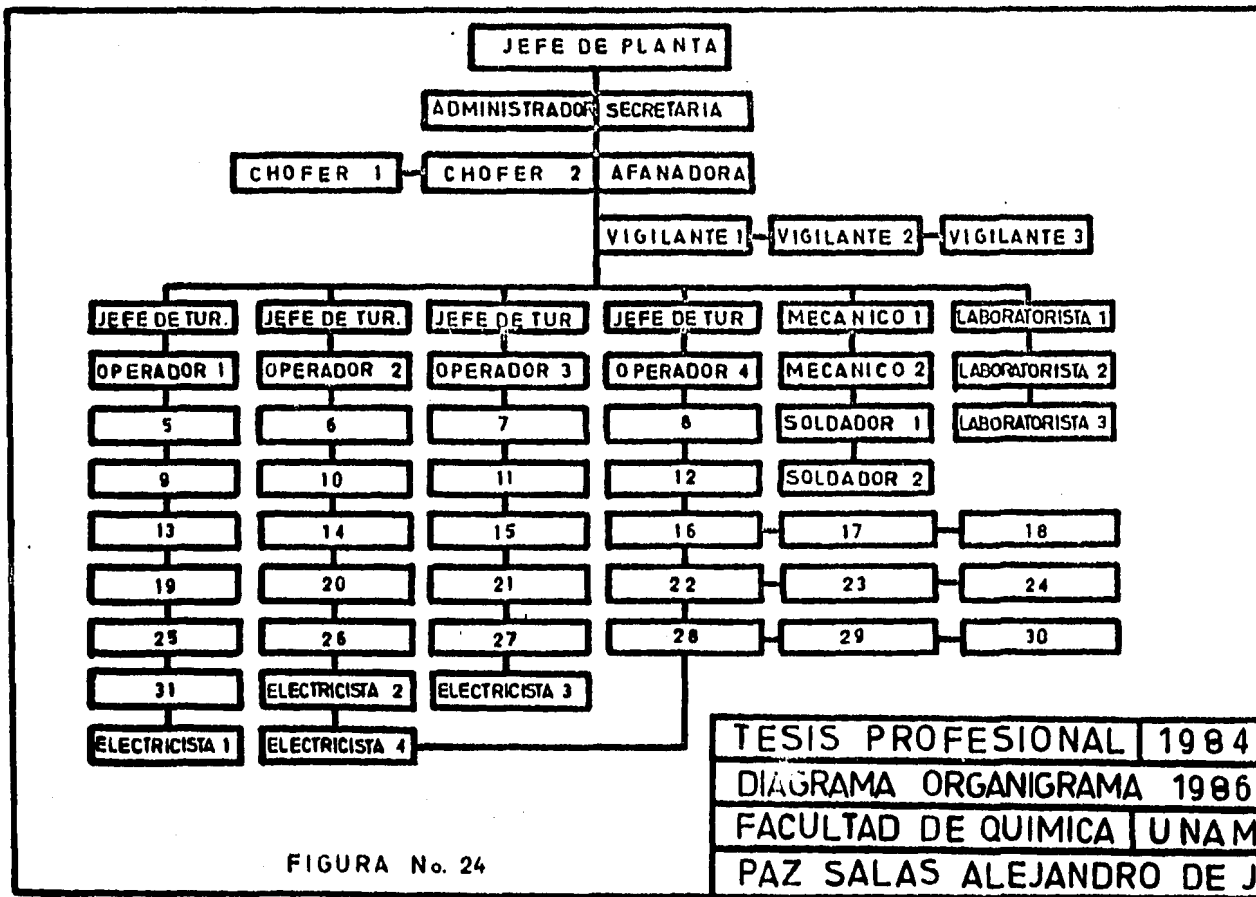 JEFE DE PLANTA
ADMINISTRADOR SECRETARIA
CHOFER 1 CHOFER 2 AFANADORA
VIGILANTE 1 VIGILANTE 2 VIGILANTE 3
JEFE DE TUR. JEFE DE TUR. JEFE DE TUR JEFE DE TUR MECANICO 1 LABORATORISTA 1
OPERADOR 1 OPERADOR 2 OPERADOR 3 OPERADOR 4 MECANICO 2 LABORATORISTA 2
5 6 7 8 SOLDADOR 1 LABORATORISTA 3
9 10 11 12 SOLDADOR 2
13 14 15 16 17 18
19 20 21 22 23 24
25 26 27 28 29 30
31 ELECTRICISTA 2 ELECTRICISTA 3
ELECTRICISTA 1 ELECTRICISTA 4
TESIS PROFESIONAL 1984
DIAGRAMA ORGANIGRAMA 1986
FACULTAD DE QUIMICA UNAM
PAZ SALAS ALEJANDRO DE J
FIGURA No. 24